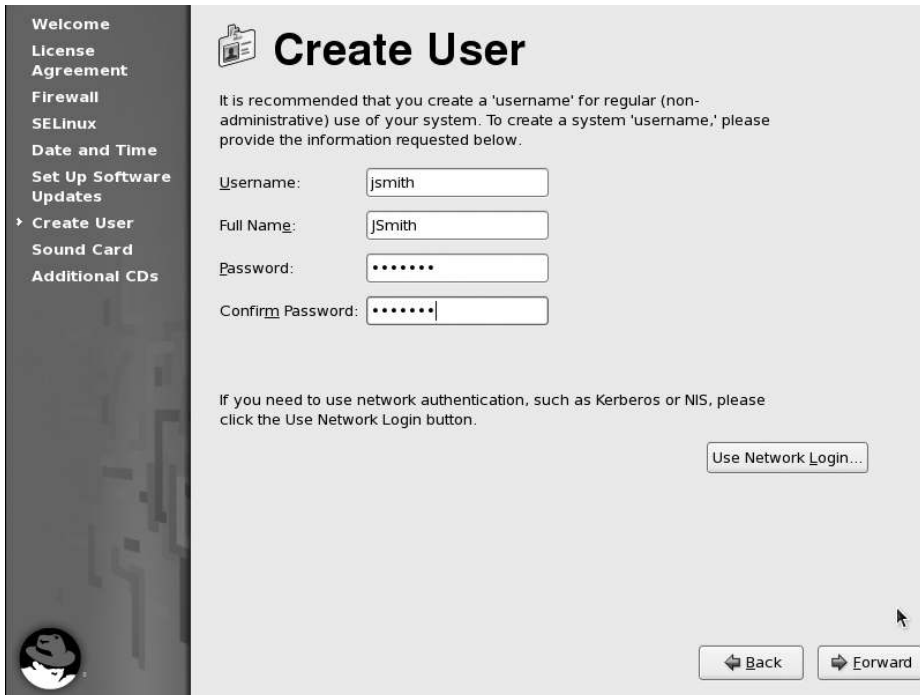 Welcome
License
Agreement
Firewall
SELinux
Date and Time
Set Up Software
Updates
Create User
Sound Card
Additional CDs
Create User
It is recommended that you create a 'username' for regular (non-
administrative) use of your system. To create a system 'username,' please
provide the information requested below.
Username: jsmith
Full Name: JSmith
Password: •••••••
Confirm Password: •••••••
If you need to use network authentication, such as Kerberos or NIS, please
click the Use Network Login button.
Use Network Login...
Back Forward